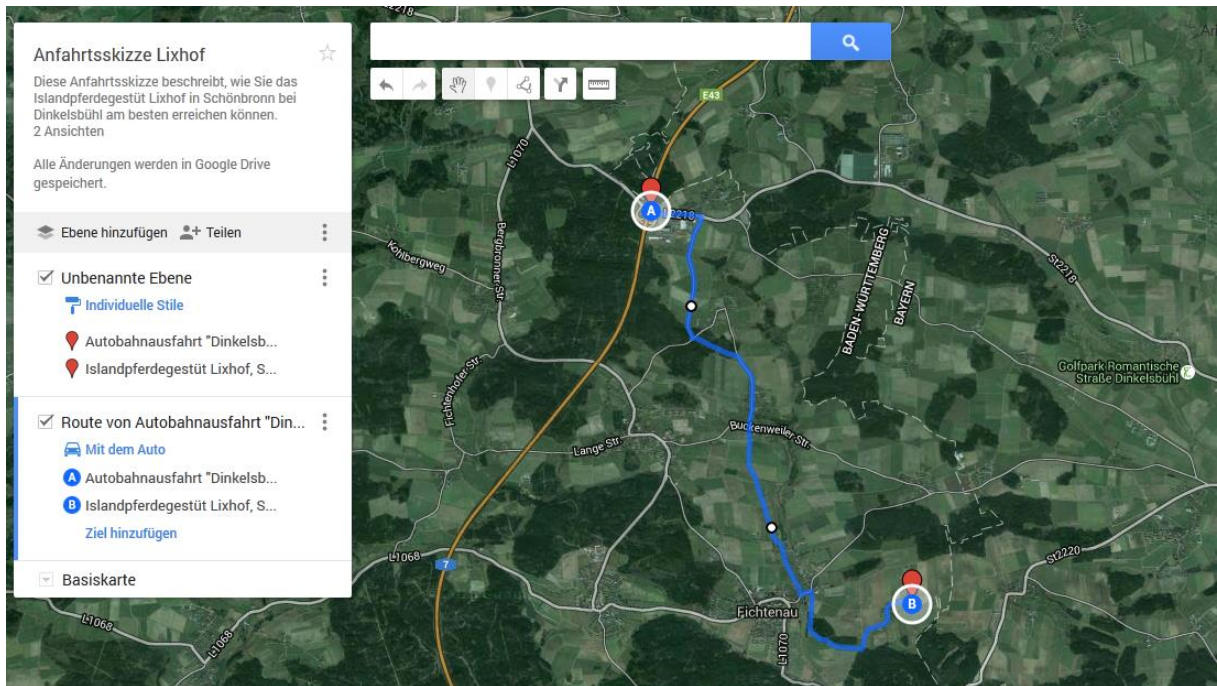 Anfahrtsskizze Lixhof
Diese Anfahrtsskizze beschreibt, wie Sie das
Islandpferdegestüt Lixhof in Schönbronn bei
Dinkelsbühl am besten erreichen können.
2 Ansichten
Alle Änderungen werden in Google Drive
gespeichert.
Ebene hinzufügen
Teilen
Unbenannte Ebene
Individuelle Stile
Autobahnausfahrt "Dinkelsb...
Islandpferdegestüt Lixhof, S...
Route von Autobahnausfahrt "Din...
Mit dem Auto
A Autobahnausfahrt "Dinkelsb...
B Islandpferdegestüt Lixhof, S...
Ziel hinzufügen
Basiskarte
L2218
E43
L1070
A
L2218
Kohlbergweg
Bergbronner Str.
BADEN-WÜRTTEMBERG
BAYERN
St2218
Golfpark Romantische
Straße Dinkelsbühl
Fichtenhofer Str.
Lange Str.
Buckenweiler Str.
L1068
7
St2220
B
Fichtenau
L1070
L1068
L1068